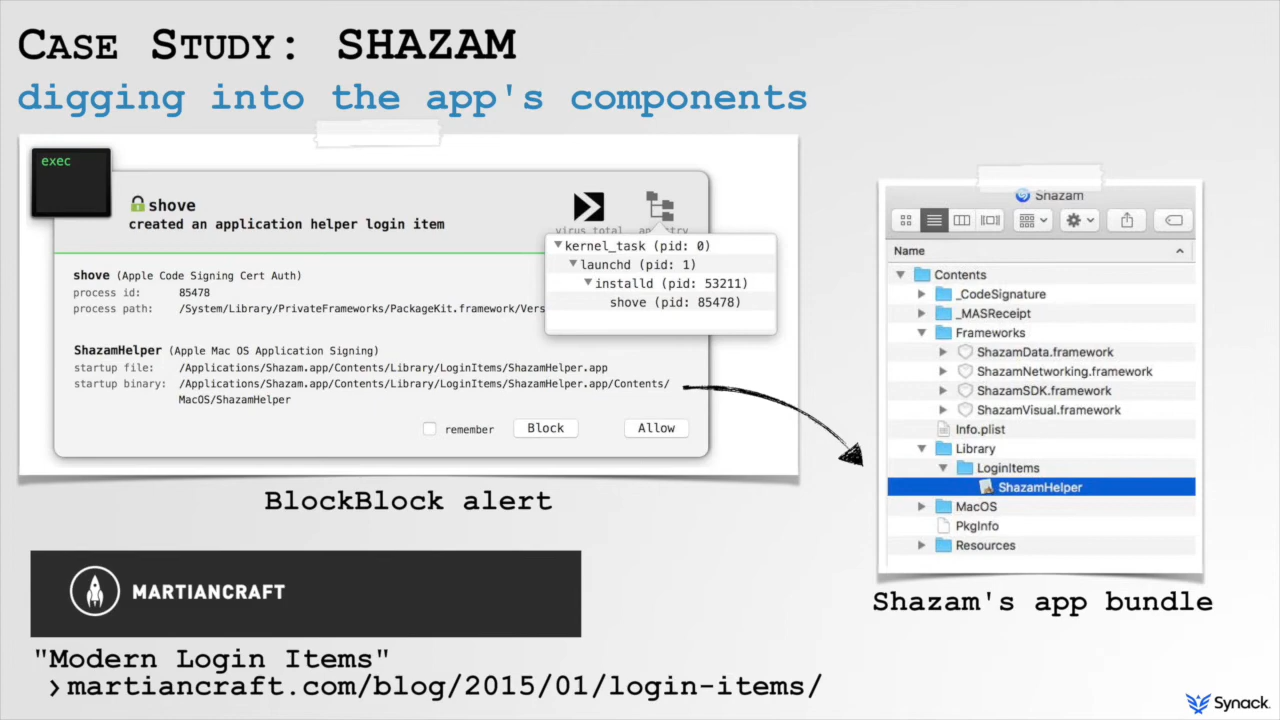 CASE STUDY: SHAZAM
digging into the app's components
exec
shove
created an application helper login item
virus total
kernel_task (pid: 0)
launchd (pid: 1)
installd (pid: 53211)
shove (pid: 85478)
shove (Apple Code Signing Cert Auth)
process id: 85478
process path: /System/Library/PrivateFrameworks/PackageKit.framework/Vers
ShazamHelper (Apple Mac OS Application Signing)
startup file: /Applications/Shazam.app/Contents/Library/LoginItems/ShazamHelper.app
startup binary: /Applications/Shazam.app/Contents/Library/LoginItems/ShazamHelper.app/Contents/
MacOS/ShazamHelper
remember
Block
Allow
BlockBlock alert
Shazam
Name
Contents
_CodeSignature
_MASReceipt
Frameworks
ShazamData.framework
ShazamNetworking.framework
ShazamSDK.framework
ShazamVisual.framework
Info.plist
Library
LoginItems
ShazamHelper
MacOS
PkgInfo
Resources
Shazam's app bundle
MARTIANCRAFT
"Modern Login Items"
martiancraft.com/blog/2015/01/login-items/
Synack.